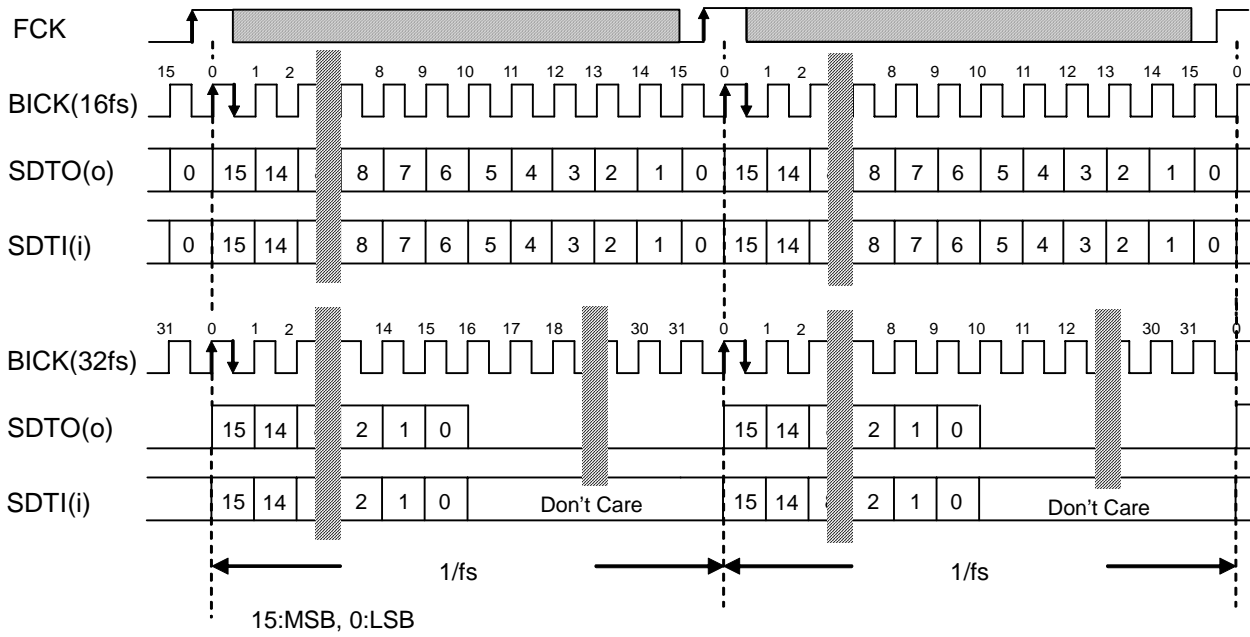 FCK
15 0 1 2 8 9 10 11 12 13 14 15 0 1 2 8 9 10 11 12 13 14 15 0
BICK(16fs)
SDTO(o) 0 15 14 8 7 6 5 4 3 2 1 0 15 14 8 7 6 5 4 3 2 1 0
SDTI(i) 0 15 14 8 7 6 5 4 3 2 1 0 15 14 8 7 6 5 4 3 2 1 0
31 0 1 2 14 15 16 17 18 30 31 0 1 2 8 9 10 11 12 30 31 0
BICK(32fs)
SDTO(o) 15 14 2 1 0 15 14 2 1 0
SDTI(i) 15 14 2 1 0 Don't Care 15 14 2 1 0 Don't Care
1/fs 1/fs
15:MSB, 0:LSB